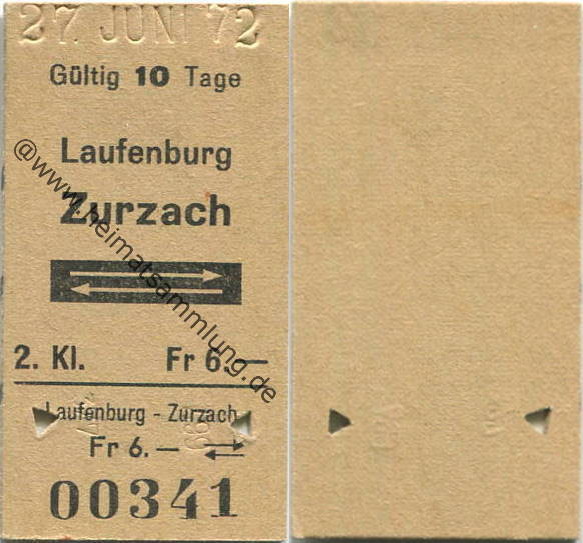 27. JUNI 72
Gültig 10 Tage
Laufenburg
Zurzach
2. Kl. Fr 6.—
Laufenburg - Zurzach
Fr 6.—
00341
@www.heimatsammlung.de